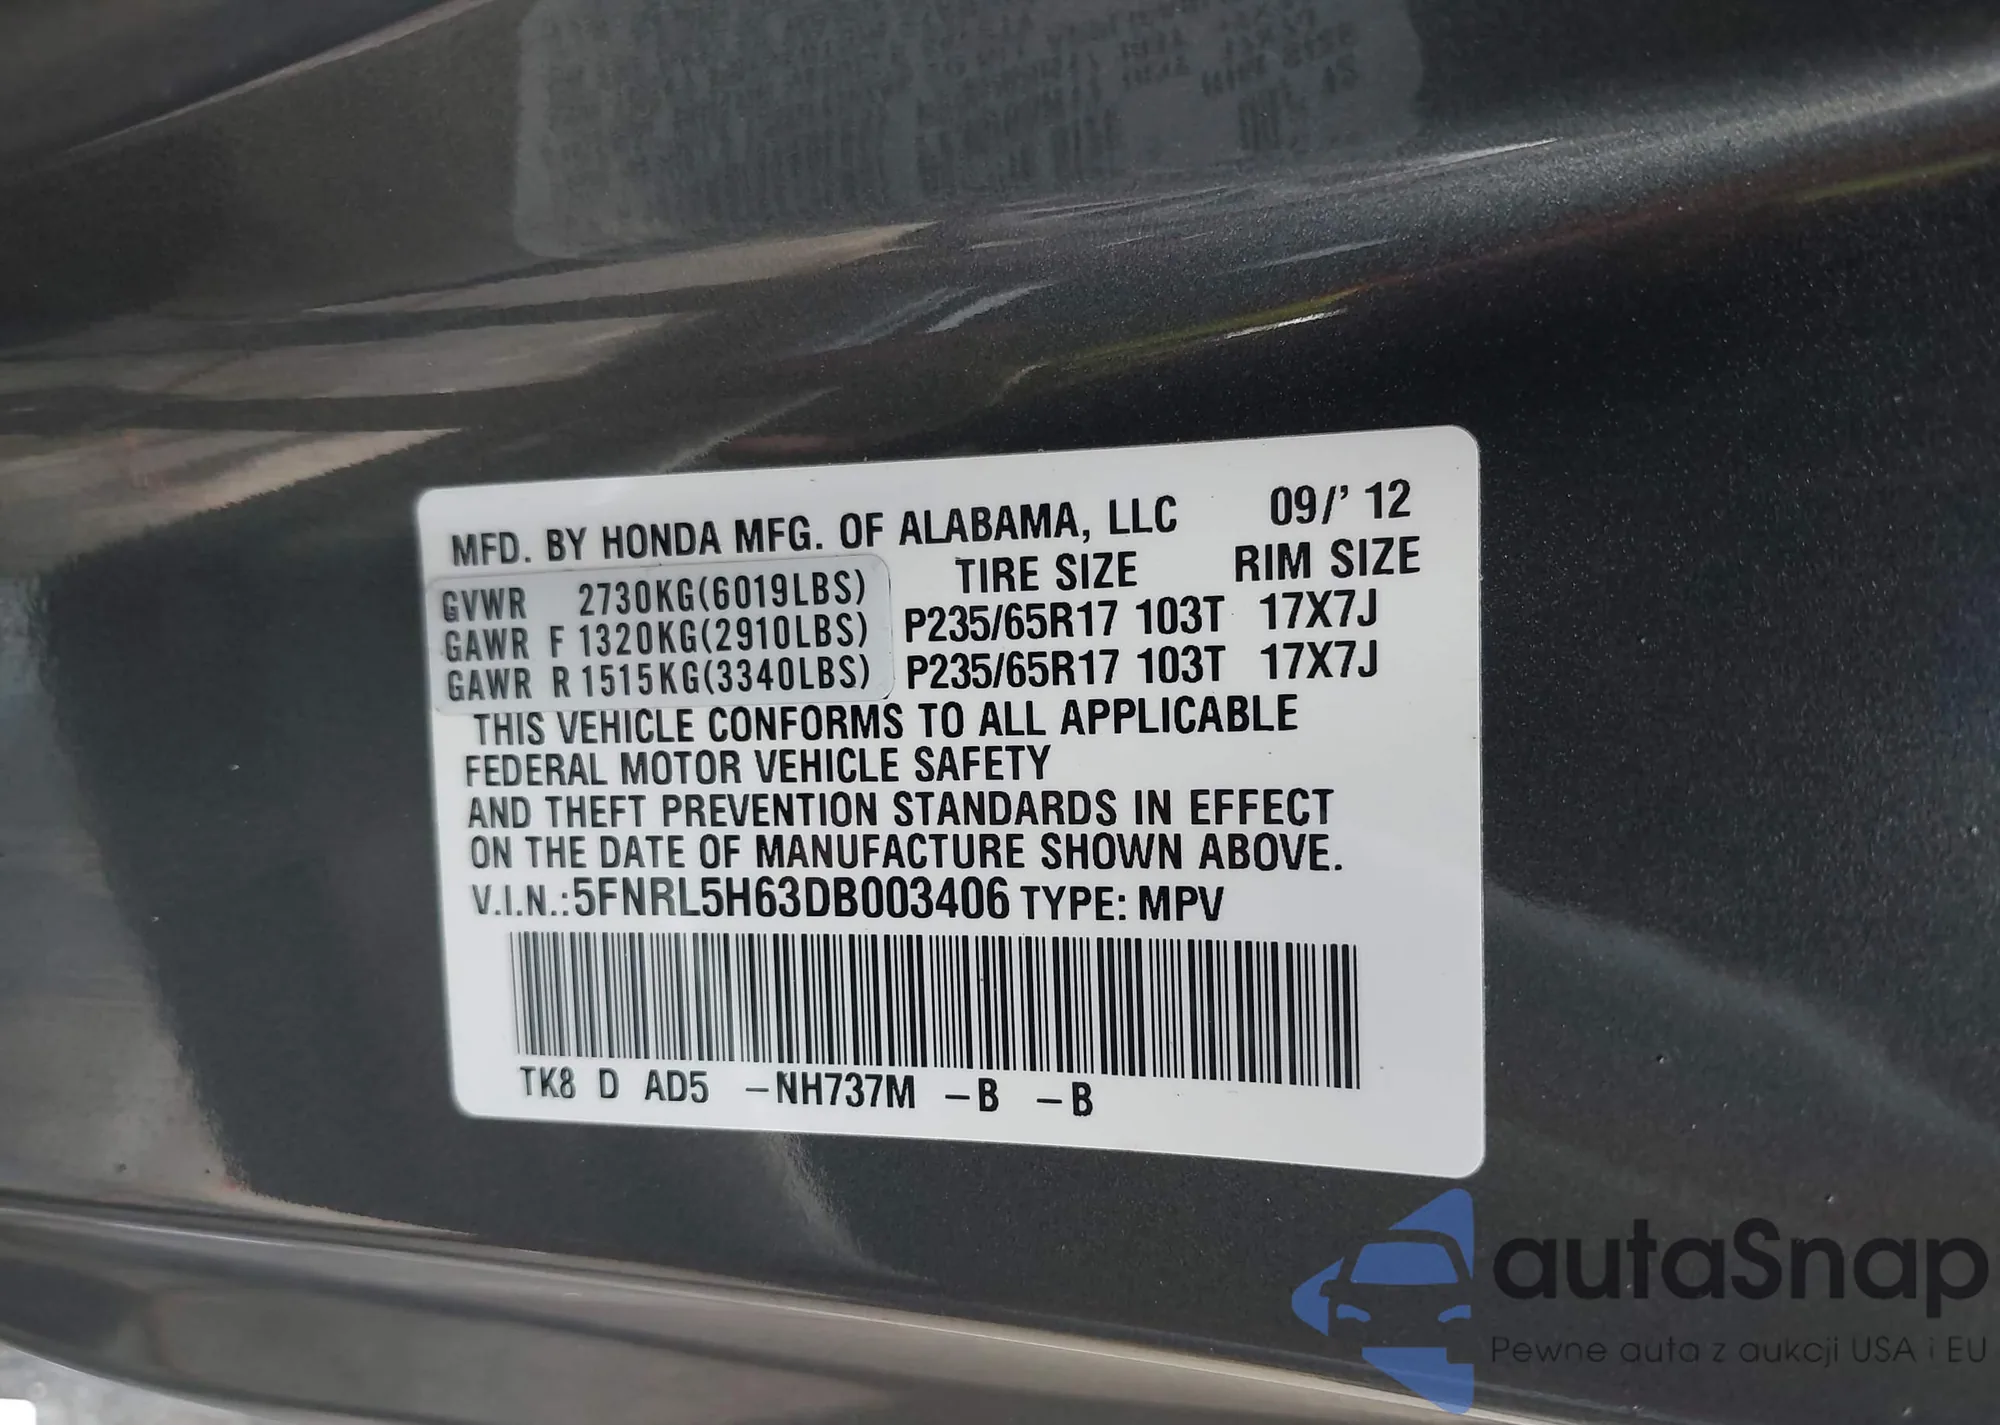 MFD. BY HONDA MFG. OF ALABAMA, LLC 09/' 12
TIRE SIZE RIM SIZE
GVWR 2730KG(6019LBS)
GAWR F 1320KG(2910LBS) P235/65R17 103T 17X7J
GAWR R 1515KG(3340LBS) P235/65R17 103T 17X7J
THIS VEHICLE CONFORMS TO ALL APPLICABLE
FEDERAL MOTOR VEHICLE SAFETY
AND THEFT PREVENTION STANDARDS IN EFFECT
ON THE DATE OF MANUFACTURE SHOWN ABOVE.
V.I.N.:5FNRL5H63DB003406 TYPE: MPV
TK8 D AD5 –NH737M –B –B
autaSnap
Pewne auta z aukcji USA i EU